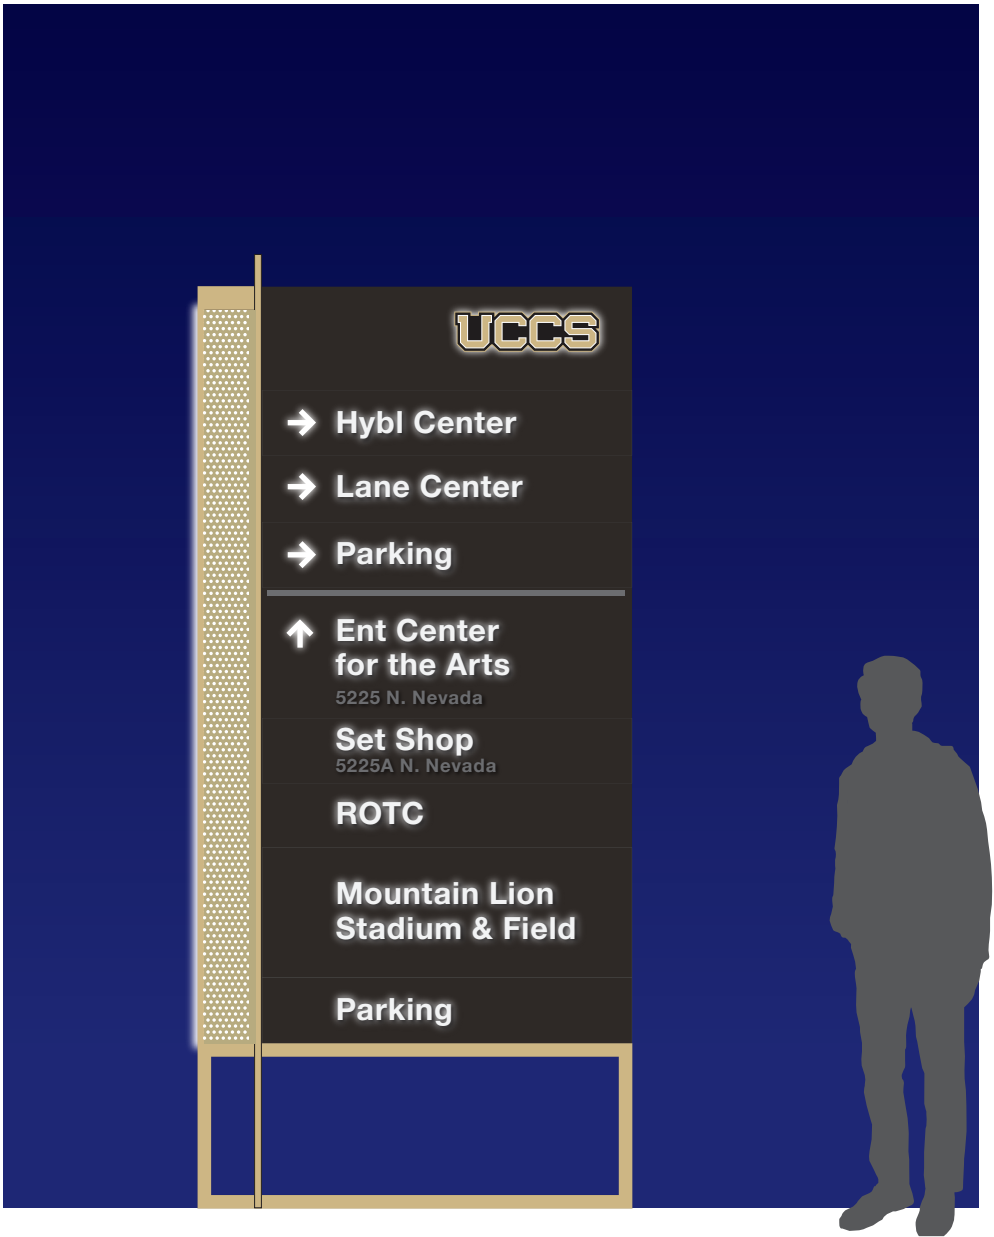 UCCS
Hybl Center
Lane Center
Parking
Ent Center
for the Arts
5225 N. Nevada
Set Shop
5225A N. Nevada
ROTC
Mountain Lion
Stadium & Field
Parking